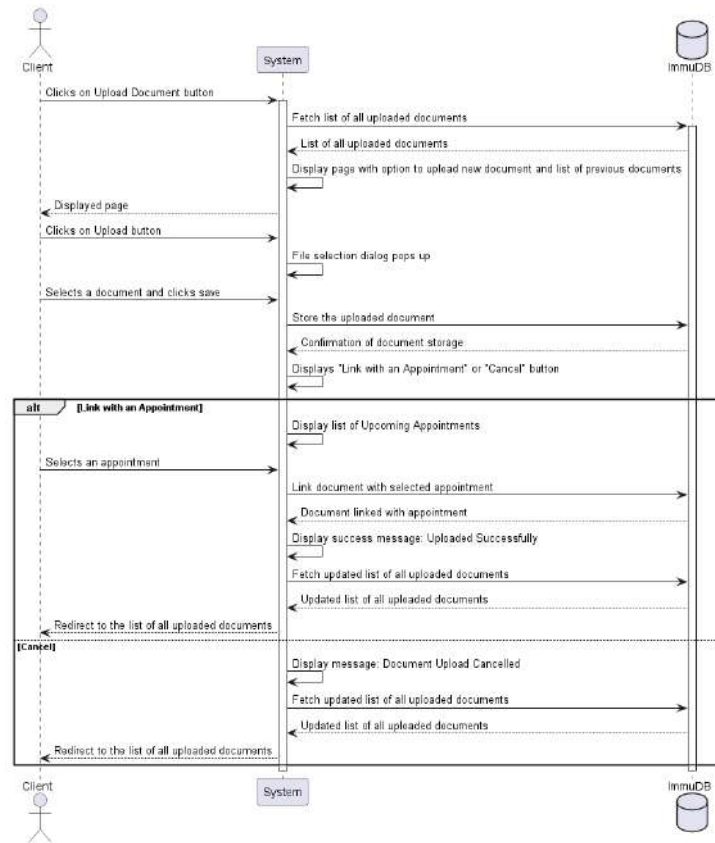 Client
System
ImmuDB
Clicks on Upload Document button
Fetch list of all uploaded documents
List of all uploaded documents
Display page with option to upload new document and list of previous documents
Displayed page
Clicks on Upload button
File selection dialog pops up
Selects a document and clicks save
Store the uploaded document
Confirmation of document storage
Displays "Link with an Appointment" or "Cancel" button
alt [Link with an Appointment]
Display list of Upcoming Appointments
Selects an appointment
Link document with selected appointment
Document linked with appointment
Display success message: Uploaded Successfully
Fetch updated list of all uploaded documents
Updated list of all uploaded documents
Redirect to the list of all uploaded documents
[Cancel]
Display message: Document Upload Cancelled
Fetch updated list of all uploaded documents
Updated list of all uploaded documents
Redirect to the list of all uploaded documents
Client
System
ImmuDB